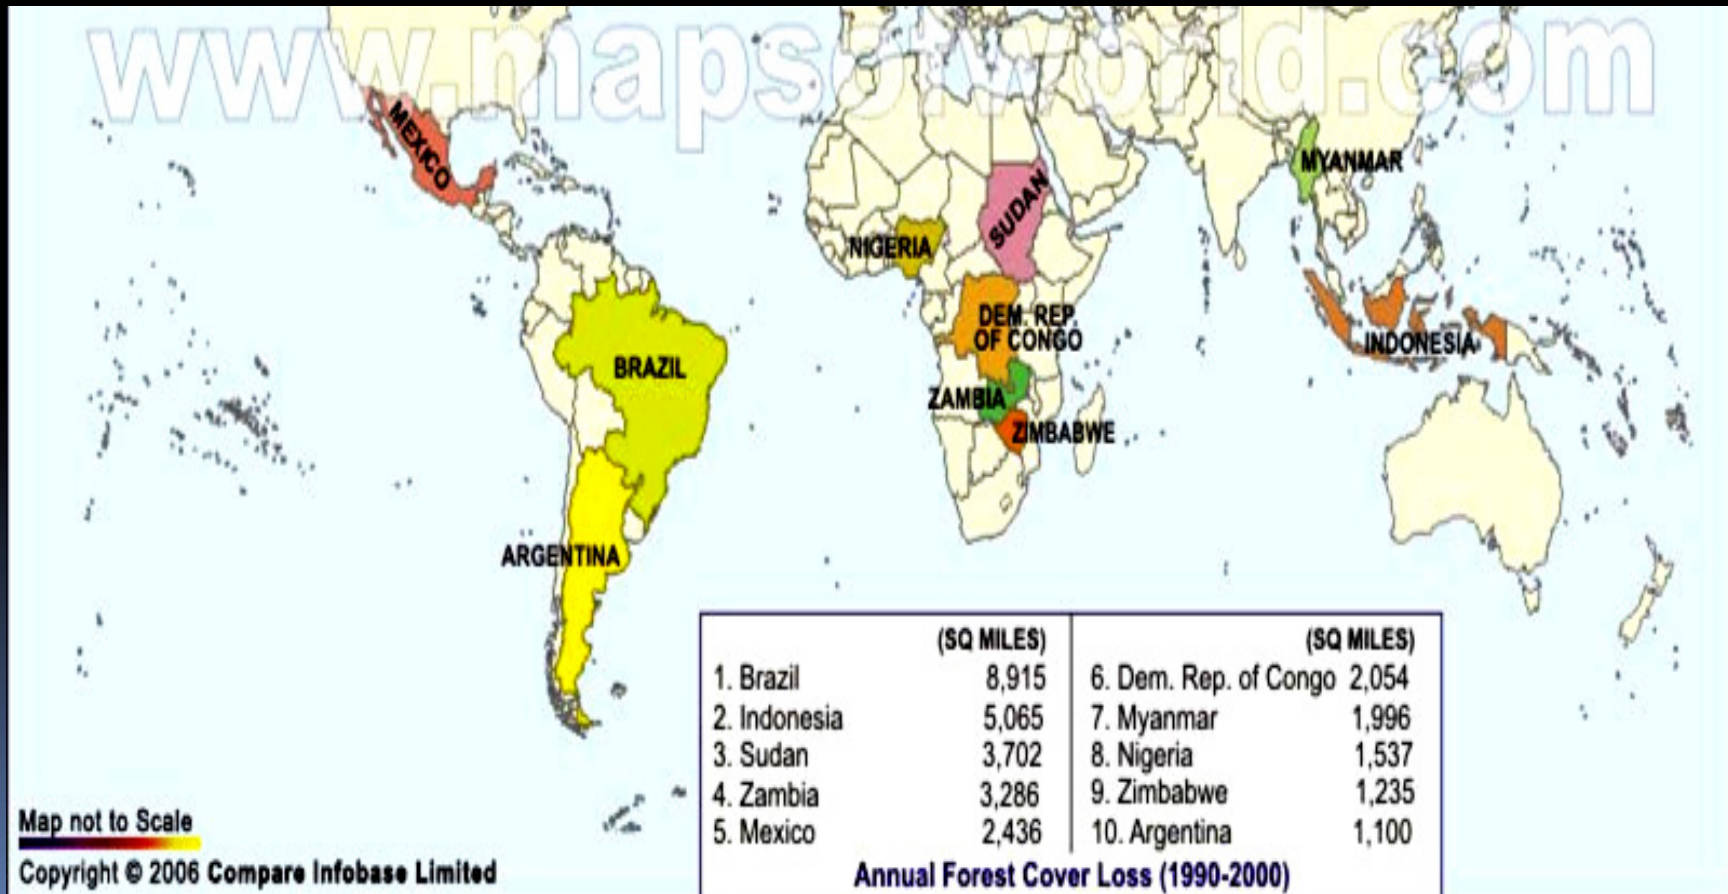 www.mapsofworld.com
MEXICO
MYANMAR
SUDAN
NIGERIA
DEM. REP.
OF CONGO
INDONESIA
BRAZIL
ZAMBIA
ZIMBABWE
ARGENTINA
(SQ MILES)
1. Brazil 8,915
2. Indonesia 5,065
3. Sudan 3,702
4. Zambia 3,286
5. Mexico 2,436
(SQ MILES)
6. Dem. Rep. of Congo 2,054
7. Myanmar 1,996
8. Nigeria 1,537
9. Zimbabwe 1,235
10. Argentina 1,100
Annual Forest Cover Loss (1990-2000)
Map not to Scale
Copyright © 2006 Compare Infobase Limited